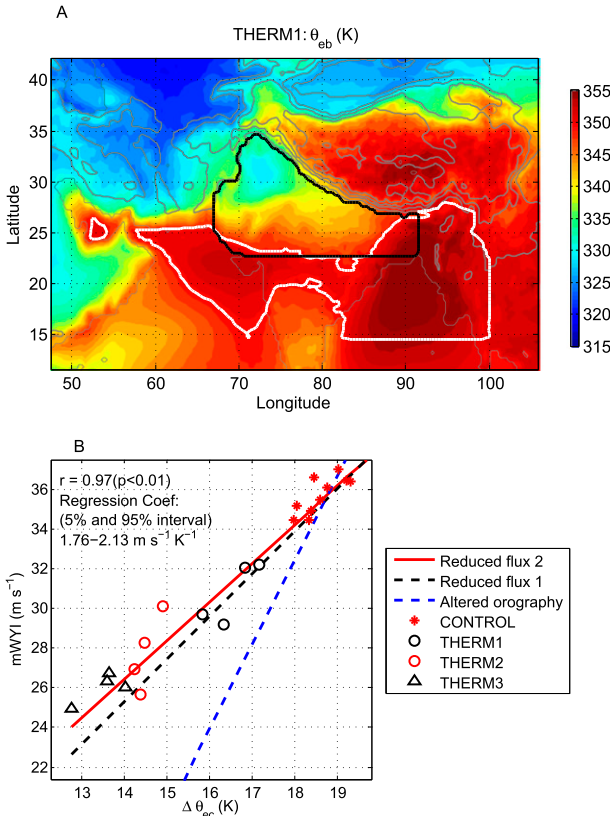 A
THERM1: θeb (K)
40
35
30
25
20
15
Latitude
50 60 70 80 90 100
Longitude
355
350
345
340
335
330
325
320
315
B
r = 0.97(p<0.01)
Regression Coef:
(5% and 95% interval)
1.76−2.13 m s−1 K−1
36
34
32
30
28
26
24
22
mWYI (m s−1)
13 14 15 16 17 18 19
Δ θec (K)
Reduced flux 2
Reduced flux 1
Altered orography
CONTROL
THERM1
THERM2
THERM3